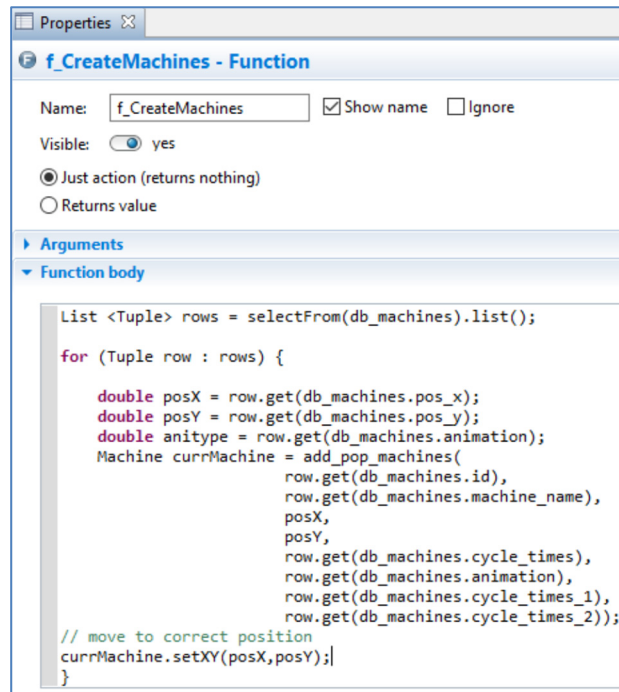 Properties
f_CreateMachines - Function
Name: f_CreateMachines Show name Ignore
Visible: yes
Just action (returns nothing)
Returns value
Arguments
Function body
List <Tuple> rows = selectFrom(db_machines).list();
for (Tuple row : rows) {
double posX = row.get(db_machines.pos_x);
double posY = row.get(db_machines.pos_y);
double anitype = row.get(db_machines.animation);
Machine currMachine = add_pop_machines(
row.get(db_machines.id),
row.get(db_machines.machine_name),
posX,
posY,
row.get(db_machines.cycle_times),
row.get(db_machines.animation),
row.get(db_machines.cycle_times_1),
row.get(db_machines.cycle_times_2));
// move to correct position
currMachine.setXY(posX,posY);
}